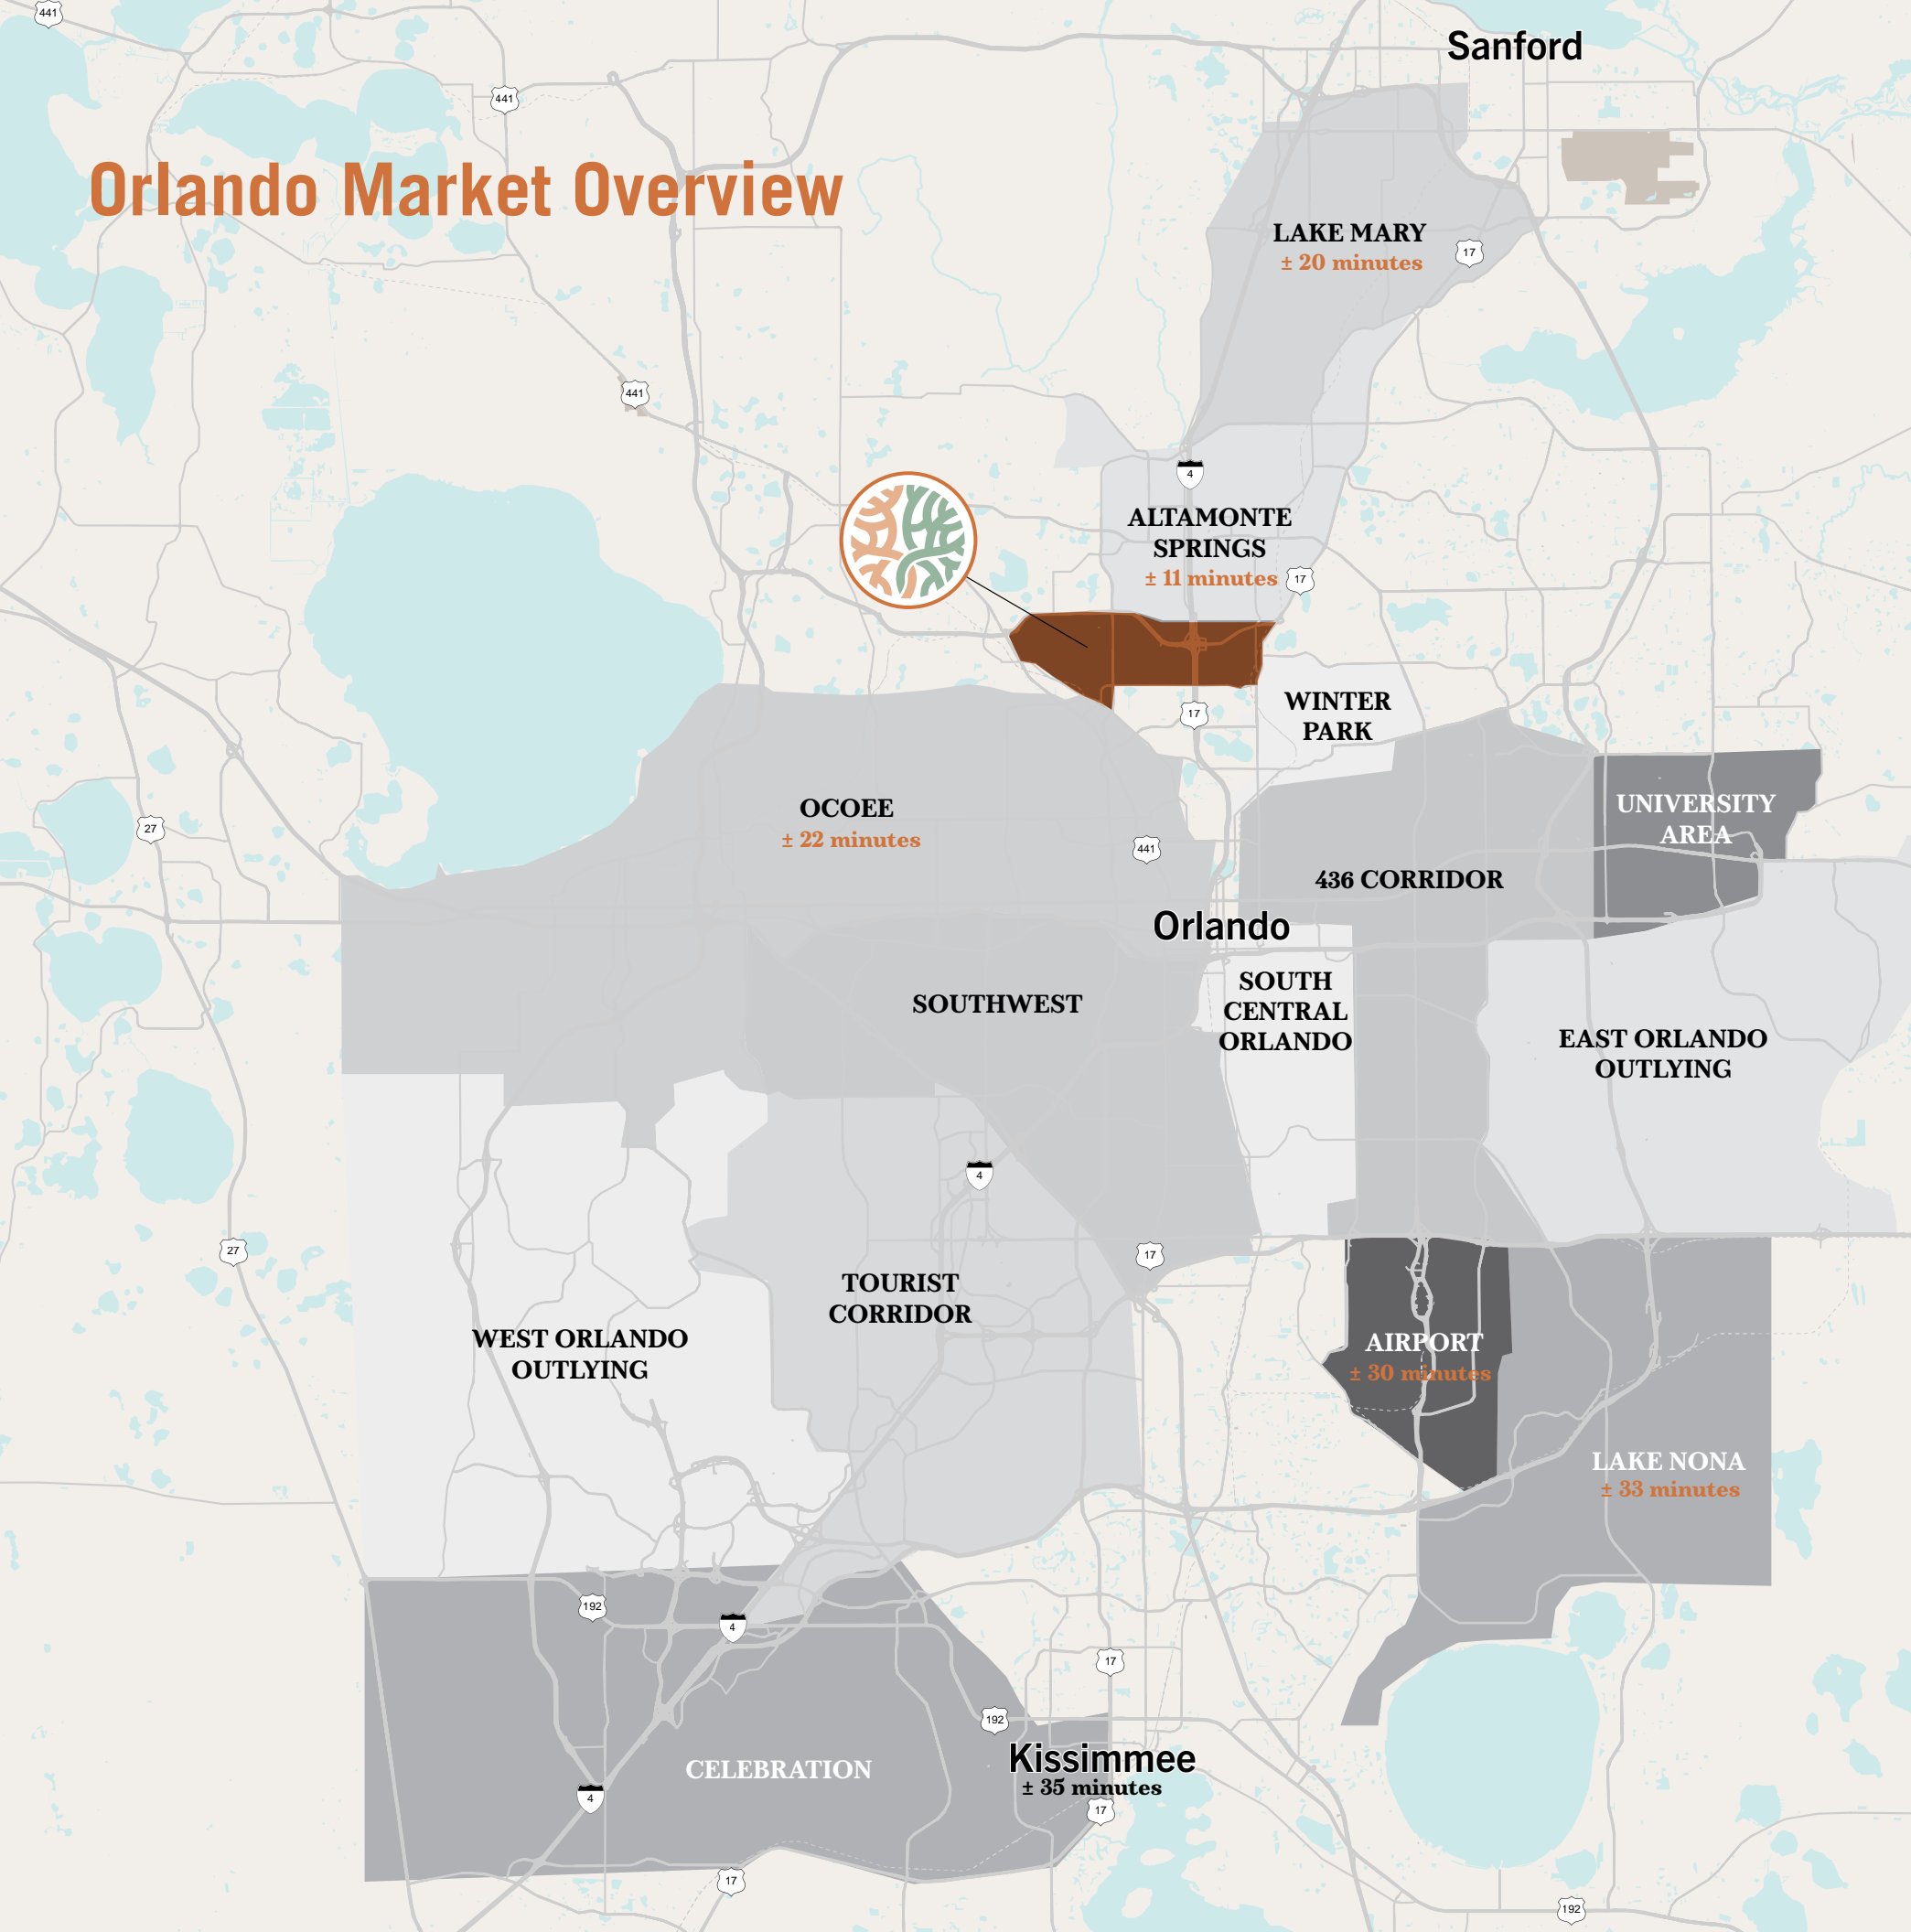 441
Sanford
441
Orlando Market Overview
LAKE MARY
± 20 minutes
17
441
4
ALTAMONTE
SPRINGS
± 11 minutes
17
WINTER
PARK
17
OCOEE
± 22 minutes
27
441
UNIVERSITY
AREA
436 CORRIDOR
Orlando
SOUTHWEST
SOUTH
CENTRAL
ORLANDO
EAST ORLANDO
OUTLYING
4
27
17
TOURIST
CORRIDOR
WEST ORLANDO
OUTLYING
AIRPORT
± 30 minutes
LAKE NONA
± 33 minutes
192
4
17
192
Kissimmee
± 35 minutes
CELEBRATION
4
17
17
192